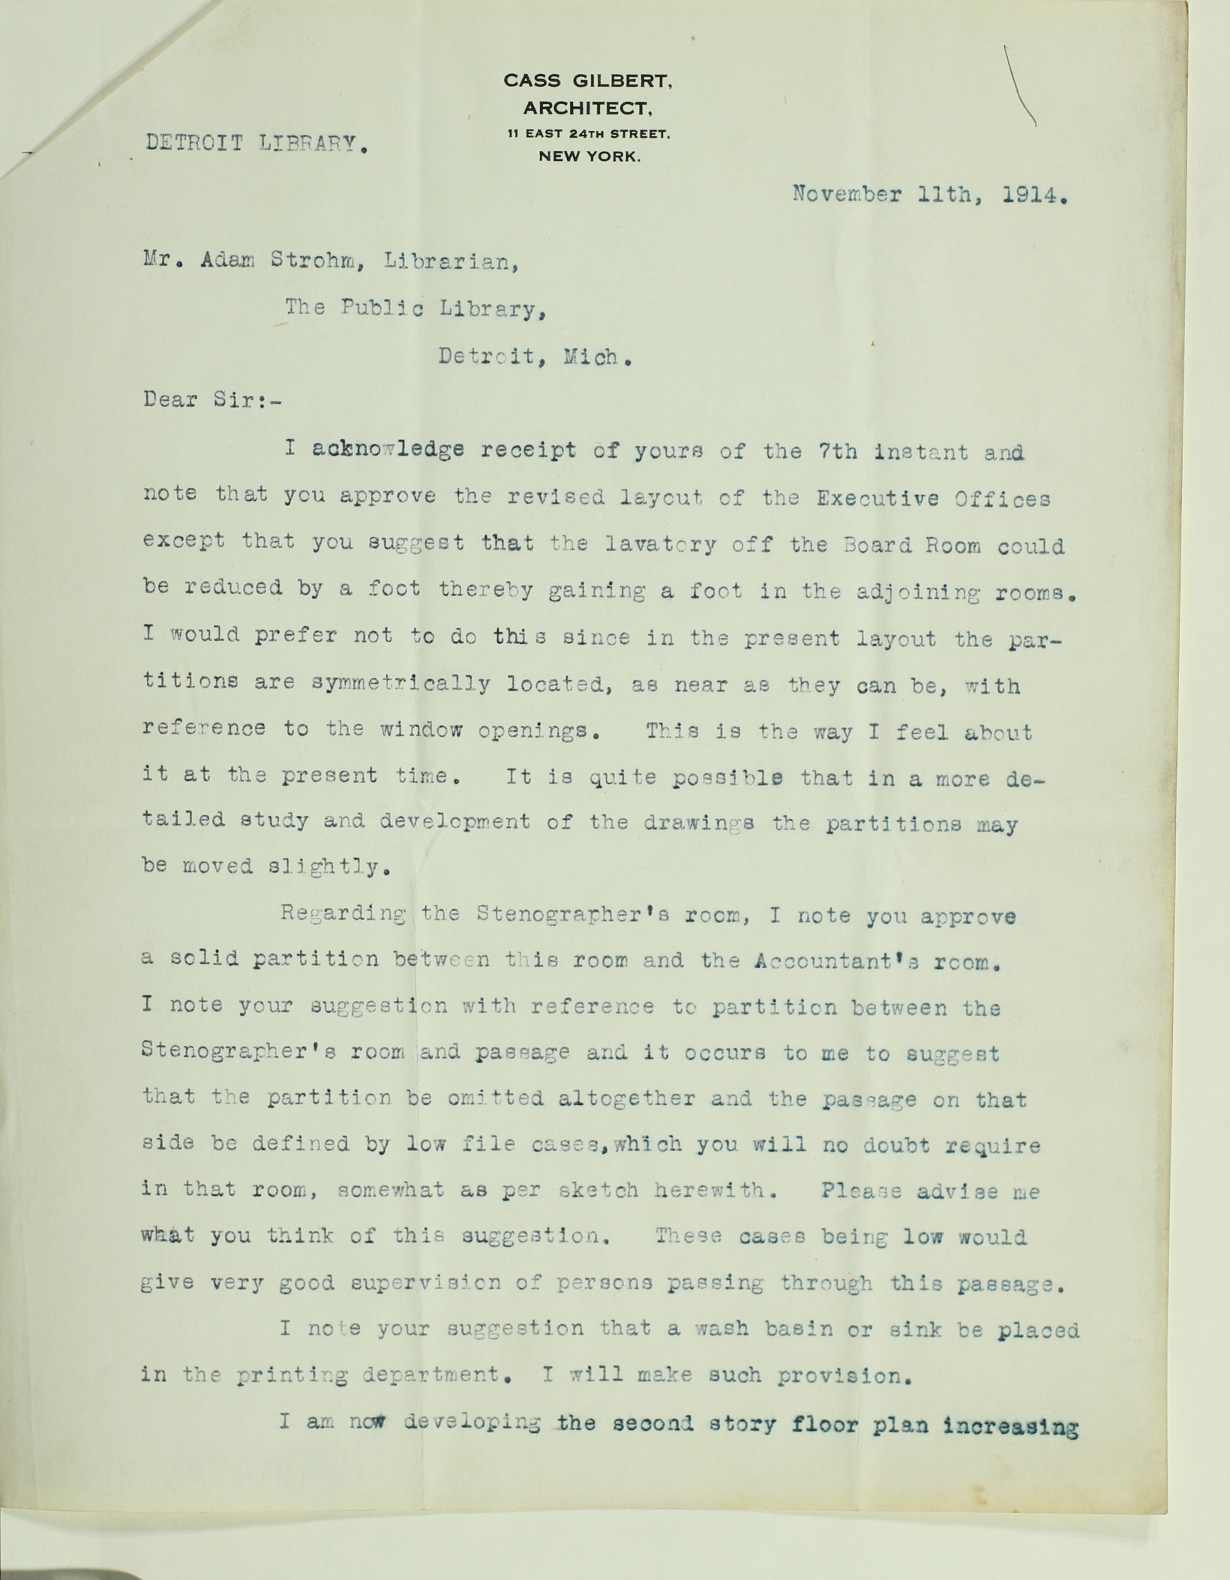 CASS GILBERT,
ARCHITECT,
11 EAST 24TH STREET,
NEW YORK.
DETROIT LIBRARY.
November 11th, 1914.
Mr. Adam Strohm, Librarian,
The Public Library,
Detroit, Mich.
Dear Sir:-
I acknowledge receipt of yours of the 7th instant and
note that you approve the revised layout of the Executive Offices
except that you suggest that the lavatory off the Board Room could
be reduced by a foot thereby gaining a foot in the adjoining rooms.
I would prefer not to do this since in the present layout the par-
titions are symmetrically located, as near as they can be, with
reference to the window openings. This is the way I feel about
it at the present time. It is quite possible that in a more de-
tailed study and development of the drawings the partitions may
be moved slightly.
Regarding the Stenographer's room, I note you approve
a solid partition between this room and the Accountant's room.
I note your suggestion with reference to partition between the
Stenographer's room and passage and it occurs to me to suggest
that the partition be omitted altogether and the passage on that
side be defined by low file cases,which you will no doubt require
in that room, somewhat as per sketch herewith. Please advise me
what you think of this suggestion. These cases being low would
give very good supervision of persons passing through this passage.
I note your suggestion that a wash basin or sink be placed
in the printing department. I will make such provision.
I am now developing the second story floor plan increasing